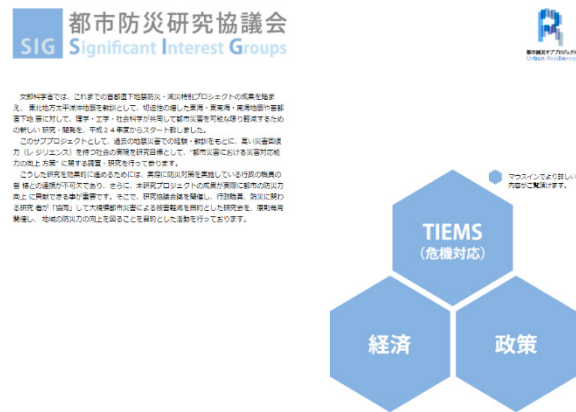 SIG 都市防災研究協議会
Significant Interest Groups
都市減災サブプロジェクト
Urban Resilience
文部科学省では、これまでの首都直下地震防災・減災特別プロジェクトの成果を踏ま
え、 東北地方太平洋沖地震を教訓として、切迫性の増した東海・東南海・南海地震や首都
直下地 震に対して、理学・工学・社会科学が共同して都市災害を可能な限り軽減するため
の新しい 研究・開発を、平成24年度からスタート致しました。
このサブプロジェクトとして、過去の地震災害での経験・教訓をもとに、高い災害回復
力（レ ジリエンス）を持つ社会の実現を研究目標として、“都市災害における災害対応能
力の向上 方策” に関する調査・研究を行って参ります。
こうした研究を効果的に進めるためには、実際に防災対策を実施している行政の職員の
皆 様との連携が不可欠であり、さらに、本研究プロジェクトの成果が実際に都市の防災力
向上 に貢献できる事が重要です。そこで、研究協議会議を開催し、行政職員、防災に関わ
る研究 者が「協同」して大規模都市災害による被害軽減を目的とした研究会を、原則毎月
開催し、 地域の防災力の向上を図ることを目的とした活動を行っております。
マウスインでより詳しい
内容がご覧頂けます。
TIEMS
（危機対応）
経済
政策